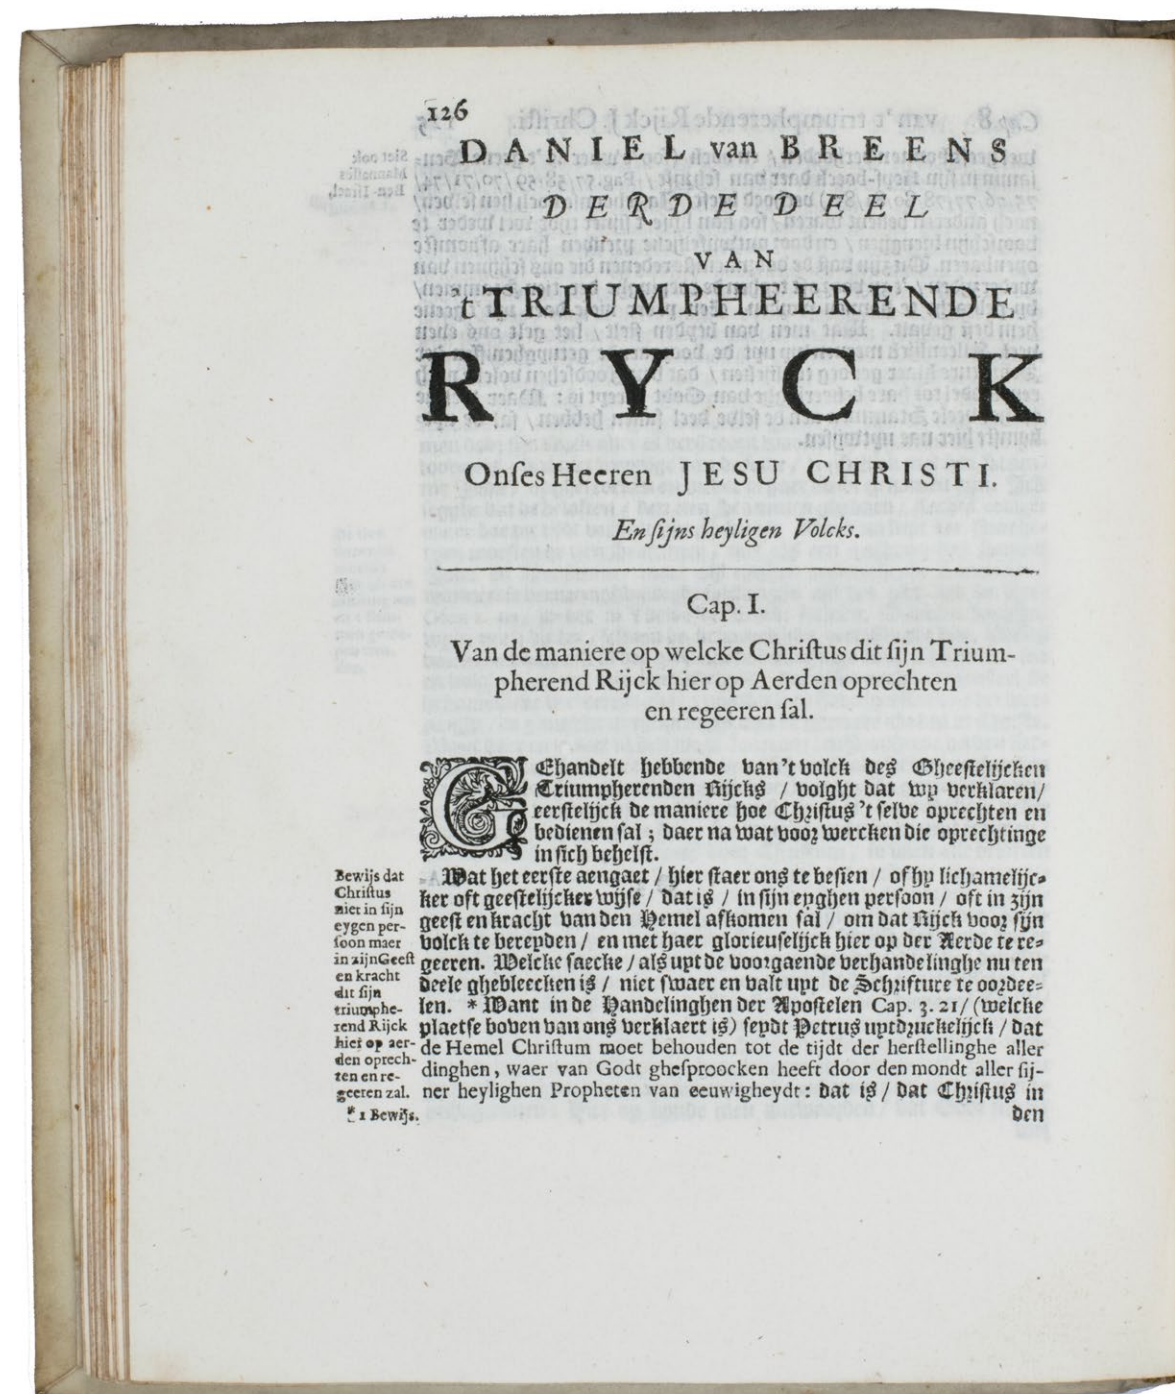 126
DANIEL van BREENS
DERDE DEEL
VAN
't TRIUMPHEERENDE
RYCK
Onſes Heeren JESU CHRISTI.
En ſijns heyligen Volcks.
Cap. I.
Van de maniere op welcke Chriſtus dit ſijn Trium-
pherend Rijck hier op Aerden oprechten
en regeeren ſal.
GEhandelt hebbende van 't volck des Gheestelijcken
Triumpherenden Rijcks / volght dat wy verklaren/
eerstelijck de maniere hoe Christus 't selve oprechten en
bedienen sal ; daer na wat voor wercken die oprechtinge
in sich behelst.
Wat het eerste aengaet / hier staer ons te besien / of hy lichamelijc-
ker oft geestelijcker wijse / dat is / in sijn eyghen persoon / oft in zijn
geest en kracht van den Hemel afkomen sal / om dat Rijck voor sijn
volck te bereyden / en met haer glorieuselijck hier op der Aerde te re-
geeren. Welcke saecke / als uyt de voorgaende verhandelinghe nu ten
deele ghebleecken is / niet swaer en valt uyt de Schrifture te oordee-
len. * Want in de Handelinghen der Apostelen Cap. 3. 21/ (welcke
plaetse boven van ons verklaert is) seydt Petrus uytdruckelijck / dat
de Hemel Chriſtum moet behouden tot de tijdt der herſtellinghe aller
dinghen, waer van Godt gheſproocken heeft door den mondt aller ſij-
ner heylighen Propheten van eeuwigheydt: dat is / dat Christus in
den
Bewijs dat
Chriſtus
niet in ſijn
eygen per-
ſoon maer
in zijn Geeſt
en kracht
dit ſijn
triumphe-
rend Rijck
hier op aer-
den oprech-
ten en re-
geeren zal.
* 1 Bewijs.